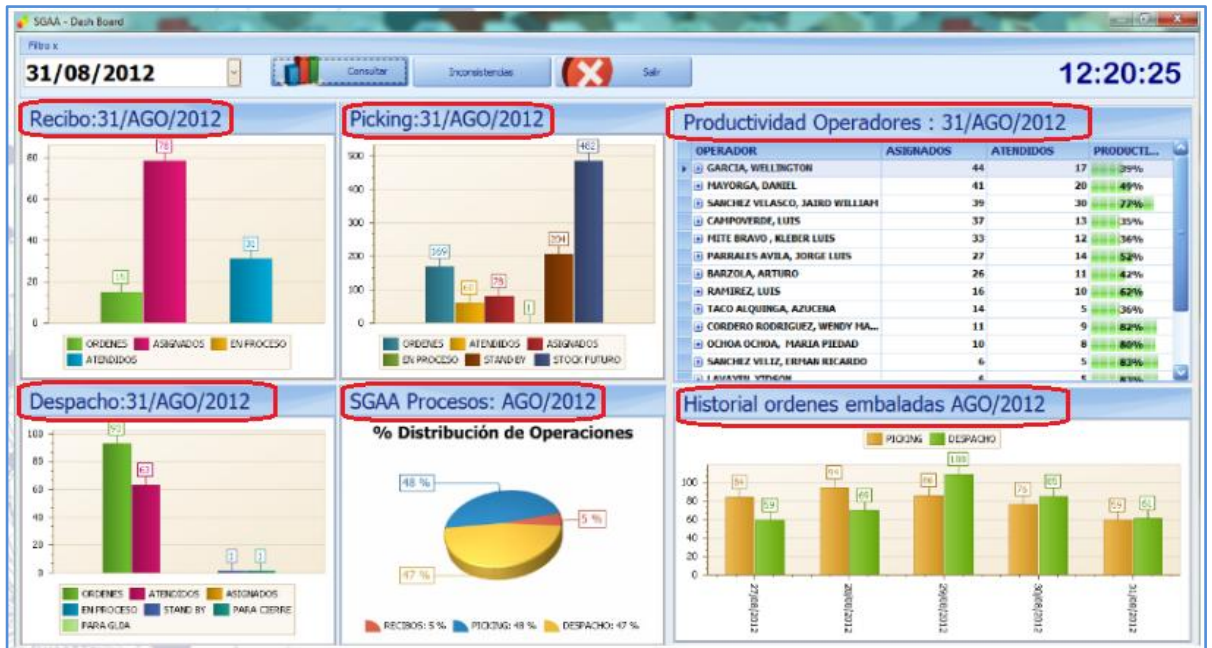 SGAA - Dash Board
Filtro x
31/08/2012
Consultar
Inconsistencias
Salir
12:20:25
Recibo:31/AGO/2012
78
80
60
40
31
20
15
0
ORDENES ASIGNADOS EN PROCESO
ATENDIDOS
Picking:31/AGO/2012
482
500
400
300
204
200
169
78
100
60
1
0
ORDENES ATENDIDOS ASIGNADOS
EN PROCESO STAND BY STOCK FUTURO
Productividad Operadores : 31/AGO/2012
OPERADOR ASIGNADOS ATENDIDOS PRODUCTI...
GARCIA, WELLINGTON 44 17 39%
MAYORGA, DANIEL 41 20 49%
SANCHEZ VELASCO, JAIRO WILLIAM 39 30 77%
CAMPOVERDE, LUIS 37 13 35%
MITE BRAVO , KLEBER LUIS 33 12 36%
PARRALES AVILA, JORGE LUIS 27 14 52%
BARZOLA, ARTURO 26 11 42%
RAMIREZ, LUIS 16 10 62%
TACO ALQUINGA, AZUCENA 14 5 36%
CORDERO RODRIGUEZ, WENDY MA... 11 9 82%
OCHOA OCHOA, MARIA PIEDAD 10 8 80%
SANCHEZ VELIZ, ERMAN RICARDO 6 5 83%
Despacho:31/AGO/2012
100
80
63
60
40
20
0
ORDENES ATENDIDOS ASIGNADOS
EN PROCESO STAND BY PARA CIERRE
PARA GUIA
SGAA Procesos: AGO/2012
% Distribución de Operaciones
48 %
5 %
47 %
RECIBOS: 5 % PICKING: 48 % DESPACHO: 47 %
Historial ordenes embaladas AGO/2012
PICKING DESPACHO
108
100
84
94
86
85
76
80
69
59
59
61
60
40
20
0
27/08/2012
28/08/2012
29/08/2012
30/08/2012
31/08/2012